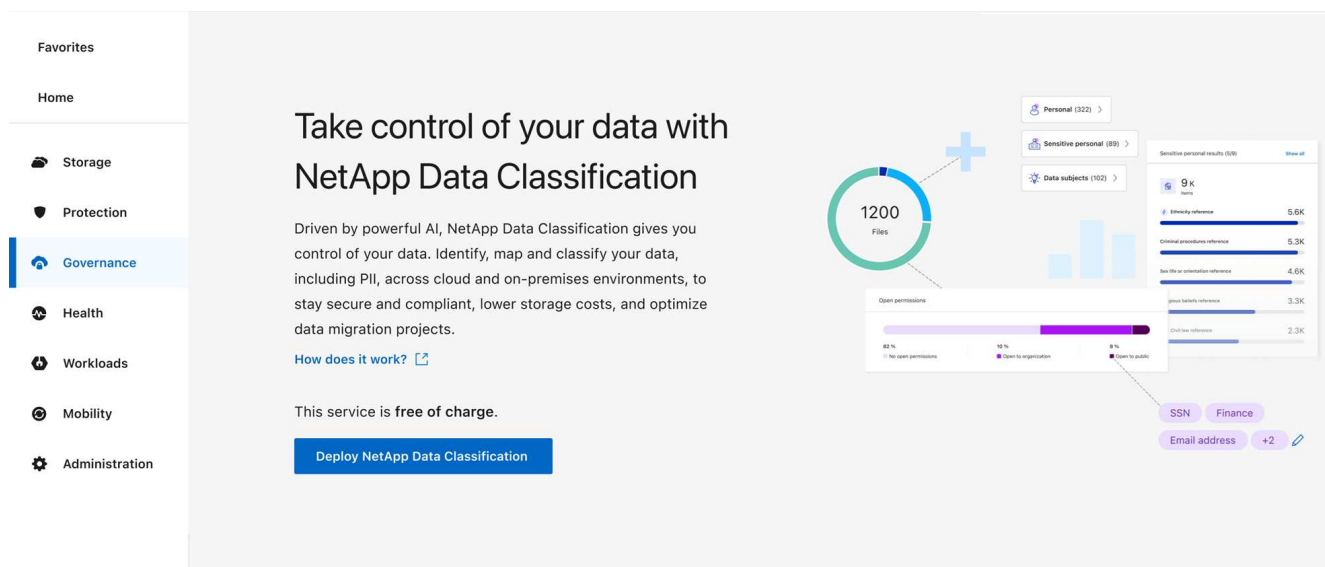 Favorites
Home
Storage
Protection
Governance
Health
Workloads
Mobility
Administration
Take control of your data with
NetApp Data Classification
Driven by powerful AI, NetApp Data Classification gives you
control of your data. Identify, map and classify your data,
including PII, across cloud and on-premises environments, to
stay secure and compliant, lower storage costs, and optimize
data migration projects.
How does it work?
This service is free of charge.
Deploy NetApp Data Classification
1200
Files
Personal (322)
Sensitive personal (89)
Data subjects (102)
Sensitive personal results (5/9) Show all
9 K
items
Ethnicity reference 5.6K
Criminal procedures reference 5.3K
Sex life or orientation reference 4.6K
beliefs reference 3.3K
Civil law reference 2.3K
Open permissions
82 % 10 % 8 %
No open permissions Open to organization Open to public
SSN Finance
Email address +2